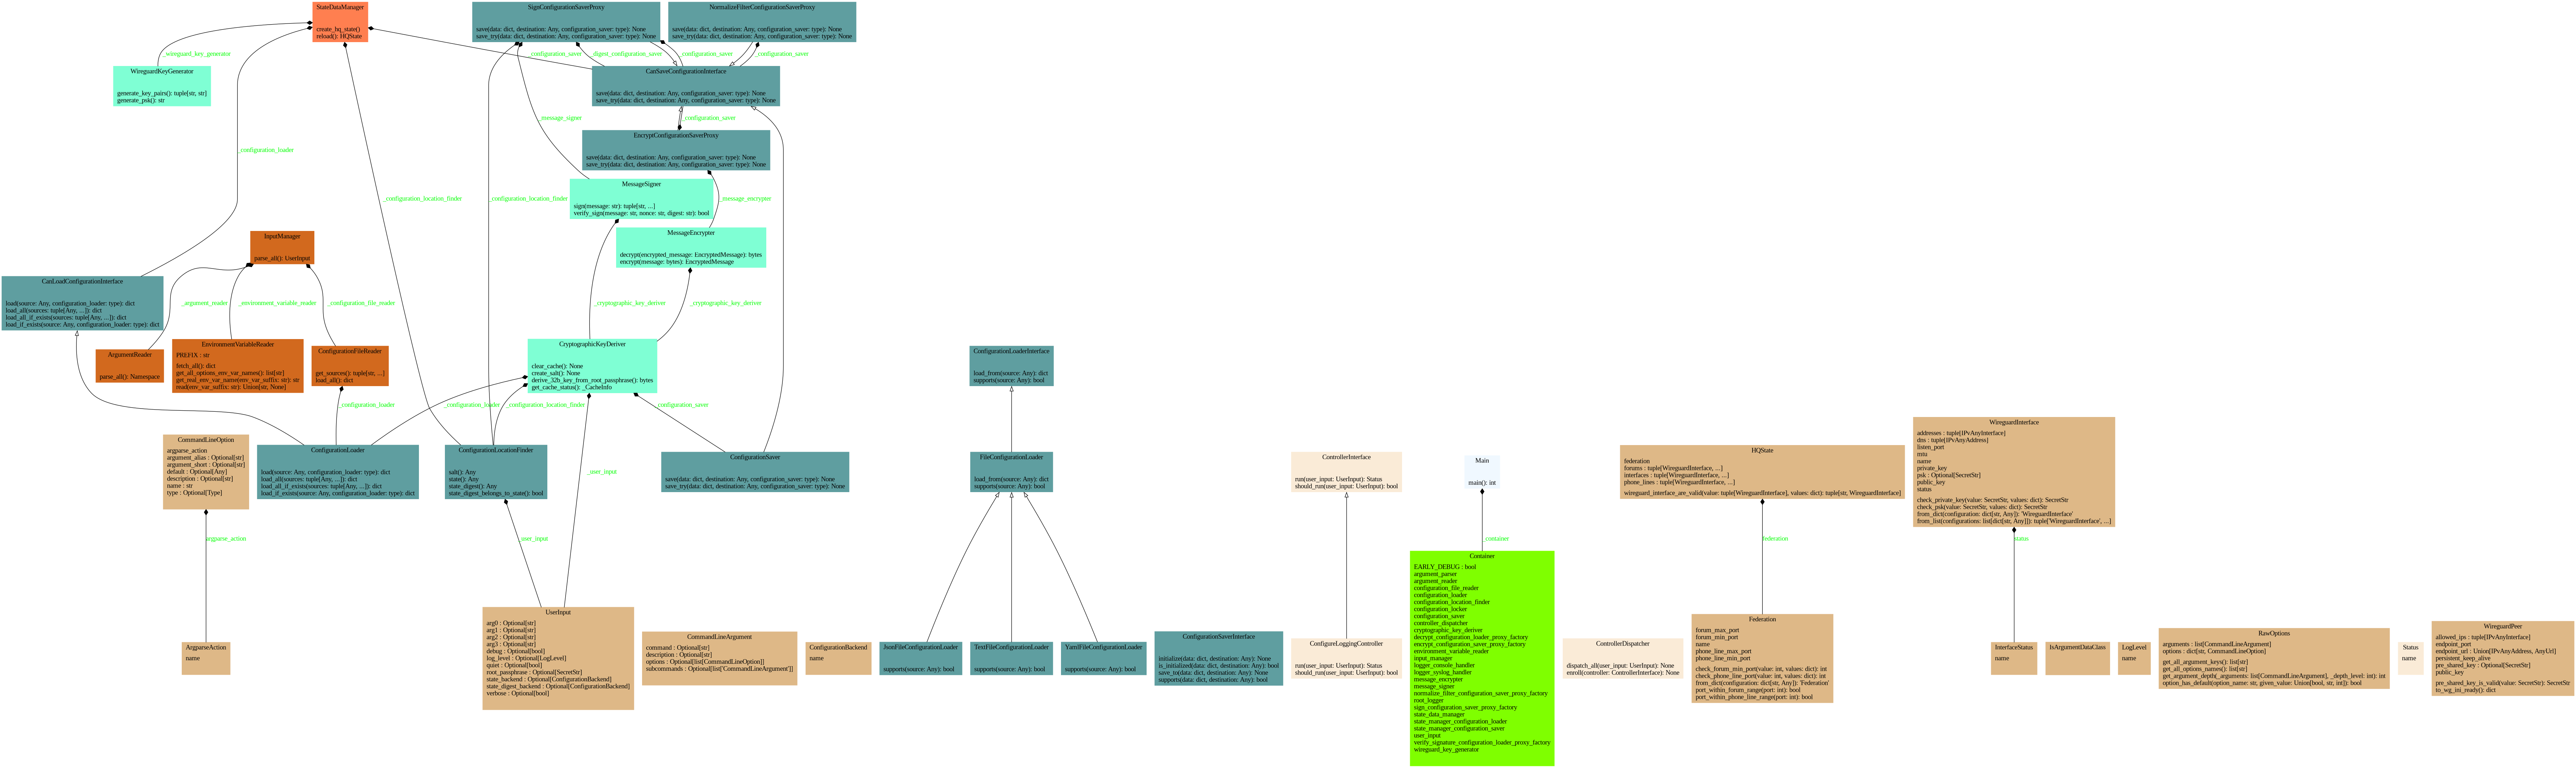 StateDataManager
create_hq_state()
reload(): HQState
SignConfigurationSaverProxy
save(data: dict, destination: Any, configuration_saver: type): None
save_try(data: dict, destination: Any, configuration_saver: type): None
NormalizeFilterConfigurationSaverProxy
save(data: dict, destination: Any, configuration_saver: type): None
save_try(data: dict, destination: Any, configuration_saver: type): None
_wireguard_key_generator
_configuration_saver
_digest_configuration_saver
_configuration_saver
_configuration_saver
WireguardKeyGenerator
generate_key_pairs(): tuple[str, str]
generate_psk(): str
CanSaveConfigurationInterface
save(data: dict, destination: Any, configuration_saver: type): None
save_try(data: dict, destination: Any, configuration_saver: type): None
_message_signer
_configuration_saver
EncryptConfigurationSaverProxy
save(data: dict, destination: Any, configuration_saver: type): None
save_try(data: dict, destination: Any, configuration_saver: type): None
_configuration_loader
MessageSigner
sign(message: str): tuple[str, ...]
verify_sign(message: str, nonce: str, digest: str): bool
_configuration_location_finder
_configuration_location_finder
_message_encrypter
InputManager
parse_all(): UserInput
MessageEncrypter
decrypt(encrypted_message: EncryptedMessage): bytes
encrypt(message: bytes): EncryptedMessage
CanLoadConfigurationInterface
load(source: Any, configuration_loader: type): dict
load_all(sources: tuple[Any, ...]): dict
load_all_if_exists(sources: tuple[Any, ...]): dict
load_if_exists(source: Any, configuration_loader: type): dict
_argument_reader
_environment_variable_reader
_configuration_file_reader
_cryptographic_key_deriver
_cryptographic_key_deriver
ArgumentReader
parse_all(): Namespace
EnvironmentVariableReader
PREFIX : str
fetch_all(): dict
get_all_options_env_var_names(): list[str]
get_real_env_var_name(env_var_suffix: str): str
read(env_var_suffix: str): Union[str, None]
ConfigurationFileReader
get_sources(): tuple[str, ...]
load_all(): dict
CryptographicKeyDeriver
clear_cache(): None
create_salt(): None
derive_32b_key_from_root_passphrase(): bytes
get_cache_status(): _CacheInfo
ConfigurationLoaderInterface
load_from(source: Any): dict
supports(source: Any): bool
_configuration_loader
_configuration_loader
_configuration_location_finder
configuration_saver
CommandLineOption
argparse_action
argument_alias : Optional[str]
argument_short : Optional[str]
default : Optional[Any]
description : Optional[str]
name : str
type : Optional[Type]
ConfigurationLoader
load(source: Any, configuration_loader: type): dict
load_all(sources: tuple[Any, ...]): dict
load_all_if_exists(sources: tuple[Any, ...]): dict
load_if_exists(source: Any, configuration_loader: type): dict
ConfigurationLocationFinder
salt(): Any
state(): Any
state_digest(): Any
state_digest_belongs_to_state(): bool
_user_input
ConfigurationSaver
save(data: dict, destination: Any, configuration_saver: type): None
save_try(data: dict, destination: Any, configuration_saver: type): None
FileConfigurationLoader
load_from(source: Any): dict
supports(source: Any): bool
ControllerInterface
run(user_input: UserInput): Status
should_run(user_input: UserInput): bool
Main
main(): int
HQState
federation
forums : tuple[WireguardInterface, ...]
interfaces : tuple[WireguardInterface, ...]
phone_lines : tuple[WireguardInterface, ...]
wireguard_interface_are_valid(value: tuple[WireguardInterface], values: dict): tuple[str, WireguardInterface]
WireguardInterface
addresses : tuple[IPvAnyInterface]
dns : tuple[IPvAnyAddress]
listen_port
mtu
name
private_key
psk : Optional[SecretStr]
public_key
status
check_private_key(value: SecretStr, values: dict): SecretStr
check_psk(value: SecretStr, values: dict): SecretStr
from_dict(configuration: dict[str, Any]): 'WireguardInterface'
from_list(configurations: list[dict[str, Any]]): tuple['WireguardInterface', ...]
argparse_action
user_input
_container
federation
status
ArgparseAction
name
UserInput
arg0 : Optional[str]
arg1 : Optional[str]
arg2 : Optional[str]
arg3 : Optional[str]
debug : Optional[bool]
log_level : Optional[LogLevel]
quiet : Optional[bool]
root_passphrase : Optional[SecretStr]
state_backend : Optional[ConfigurationBackend]
state_digest_backend : Optional[ConfigurationBackend]
verbose : Optional[bool]
CommandLineArgument
command : Optional[str]
description : Optional[str]
options : Optional[list[CommandLineOption]]
subcommands : Optional[list['CommandLineArgument']]
ConfigurationBackend
name
JsonFileConfigurationLoader
supports(source: Any): bool
TextFileConfigurationLoader
supports(source: Any): bool
YamlFileConfigurationLoader
supports(source: Any): bool
ConfigurationSaverInterface
initialize(data: dict, destination: Any): None
is_initialized(data: dict, destination: Any): bool
save_to(data: dict, destination: Any): None
supports(data: dict, destination: Any): bool
ConfigureLoggingController
run(user_input: UserInput): Status
should_run(user_input: UserInput): bool
Container
EARLY_DEBUG : bool
argument_parser
argument_reader
configuration_file_reader
configuration_loader
configuration_location_finder
configuration_locker
configuration_saver
controller_dispatcher
cryptographic_key_deriver
decrypt_configuration_loader_proxy_factory
encrypt_configuration_saver_proxy_factory
environment_variable_reader
input_manager
logger_console_handler
logger_syslog_handler
message_encrypter
message_signer
normalize_filter_configuration_saver_proxy_factory
root_logger
sign_configuration_saver_proxy_factory
state_data_manager
state_manager_configuration_loader
state_manager_configuration_saver
user_input
verify_signature_configuration_loader_proxy_factory
wireguard_key_generator
ControllerDispatcher
dispatch_all(user_input: UserInput): None
enroll(controller: ControllerInterface): None
Federation
forum_max_port
forum_min_port
name
phone_line_max_port
phone_line_min_port
check_forum_min_port(value: int, values: dict): int
check_phone_line_port(value: int, values: dict): int
from_dict(configuration: dict[str, Any]): 'Federation'
port_within_forum_range(port: int): bool
port_within_phone_line_range(port: int): bool
InterfaceStatus
name
IsArgumentDataClass
LogLevel
name
RawOptions
arguments : list[CommandLineArgument]
options : dict[str, CommandLineOption]
get_all_argument_keys(): list[str]
get_all_options_names(): list[str]
get_argument_depth(_arguments: list[CommandLineArgument], _depth_level: int): int
option_has_default(option_name: str, given_value: Union[bool, str, int]): bool
Status
name
WireguardPeer
allowed_ips : tuple[IPvAnyInterface]
endpoint_port
endpoint_url : Union[IPvAnyAddress, AnyUrl]
persistent_keep_alive
pre_shared_key : Optional[SecretStr]
public_key
pre_shared_key_is_valid(value: SecretStr): SecretStr
to_wg_ini_ready(): dict